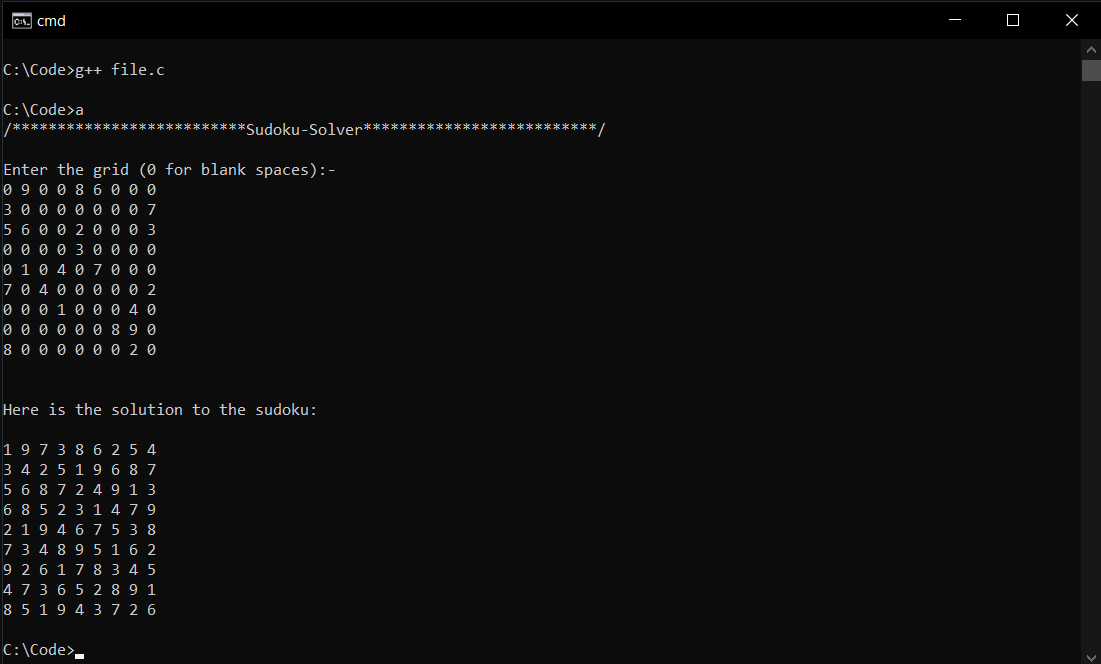 cmd
C:\Code>g++ file.c
C:\Code>a
/**************************Sudoku-Solver**************************/
Enter the grid (0 for blank spaces):-
0 9 0 0 8 6 0 0 0
3 0 0 0 0 0 0 0 7
5 6 0 0 2 0 0 0 3
0 0 0 0 3 0 0 0 0
0 1 0 4 0 7 0 0 0
7 0 4 0 0 0 0 0 2
0 0 0 1 0 0 0 4 0
0 0 0 0 0 0 8 9 0
8 0 0 0 0 0 0 2 0
Here is the solution to the sudoku:
1 9 7 3 8 6 2 5 4
3 4 2 5 1 9 6 8 7
5 6 8 7 2 4 9 1 3
6 8 5 2 3 1 4 7 9
2 1 9 4 6 7 5 3 8
7 3 4 8 9 5 1 6 2
9 2 6 1 7 8 3 4 5
4 7 3 6 5 2 8 9 1
8 5 1 9 4 3 7 2 6
C:\Code>